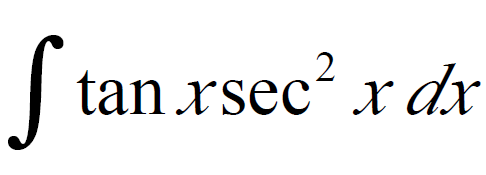 ∫ tan x sec² x dx